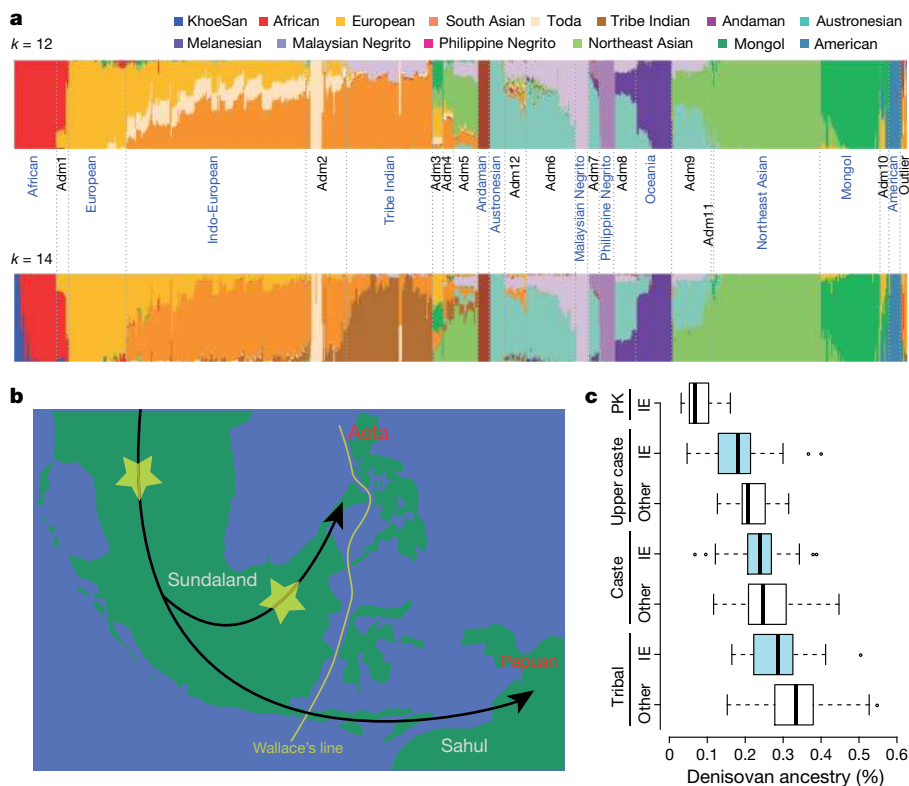 a
KhoeSan African European South Asian Toda Tribe Indian Andaman Austronesian
Melanesian Malaysian Negrito Philippine Negrito Northeast Asian Mongol American
k = 12
African
Adm1
European
Indo-European
Adm2
Tribe Indian
Adm3
Adm4
Adm5
Andaman
Austronesian
Adm12
Adm6
Malaysian Negrito
Adm7
Philippine Negrito
Adm8
Oceania
Adm9
Adm11
Northeast Asian
Mongol
Adm10
American
Outlier
k = 14
b
Aeta
Sundaland
Papuan
Wallace's line
Sahul
c
PK
IE
Upper caste
IE
Other
Caste
IE
Other
Tribal
IE
Other
0 0.1 0.2 0.3 0.4 0.5 0.6
Denisovan ancestry (%)